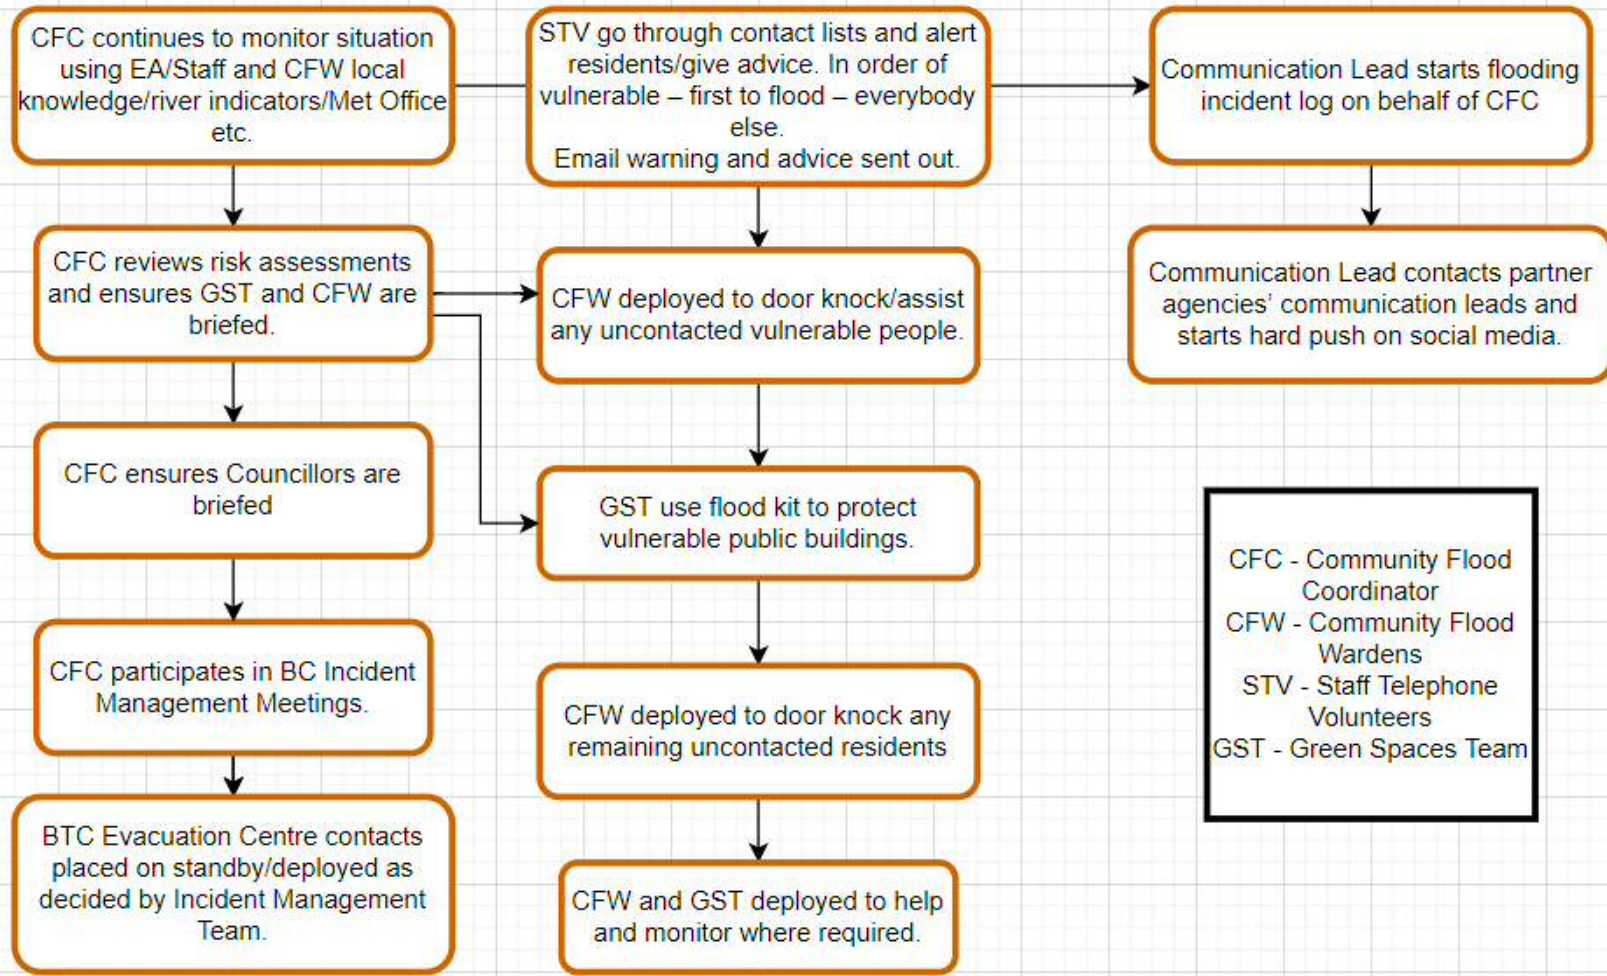 CFC continues to monitor situation
using EA/Staff and CFW local
knowledge/river indicators/Met Office
etc.
STV go through contact lists and alert
residents/give advice. In order of
vulnerable – first to flood – everybody
else.
Email warning and advice sent out.
Communication Lead starts flooding
incident log on behalf of CFC
CFC reviews risk assessments
and ensures GST and CFW are
briefed.
CFW deployed to door knock/assist
any uncontacted vulnerable people.
Communication Lead contacts partner
agencies’ communication leads and
starts hard push on social media.
CFC ensures Councillors are
briefed
GST use flood kit to protect
vulnerable public buildings.
CFC participates in BC Incident
Management Meetings.
CFW deployed to door knock any
remaining uncontacted residents
BTC Evacuation Centre contacts
placed on standby/deployed as
decided by Incident Management
Team.
CFW and GST deployed to help
and monitor where required.
CFC - Community Flood
Coordinator
CFW - Community Flood
Wardens
STV - Staff Telephone
Volunteers
GST - Green Spaces Team